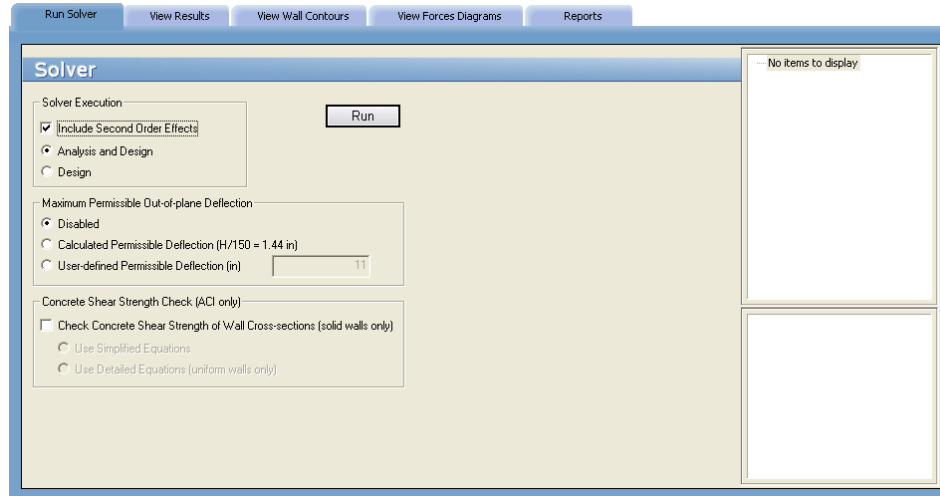 Run Solver
View Results
View Wall Contours
View Forces Diagrams
Reports
Solver
Solver Execution
Include Second Order Effects
Analysis and Design
Design
Run
Maximum Permissible Out-of-plane Deflection
Disabled
Calculated Permissible Deflection (H/150 = 1.44 in)
User-defined Permissible Deflection (in)
11
Concrete Shear Strength Check (ACI only)
Check Concrete Shear Strength of Wall Cross-sections (solid walls only)
Use Simplified Equations
Use Detailed Equations (uniform walls only)
No items to display